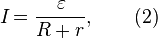 I = ε / (R + r),     (2)